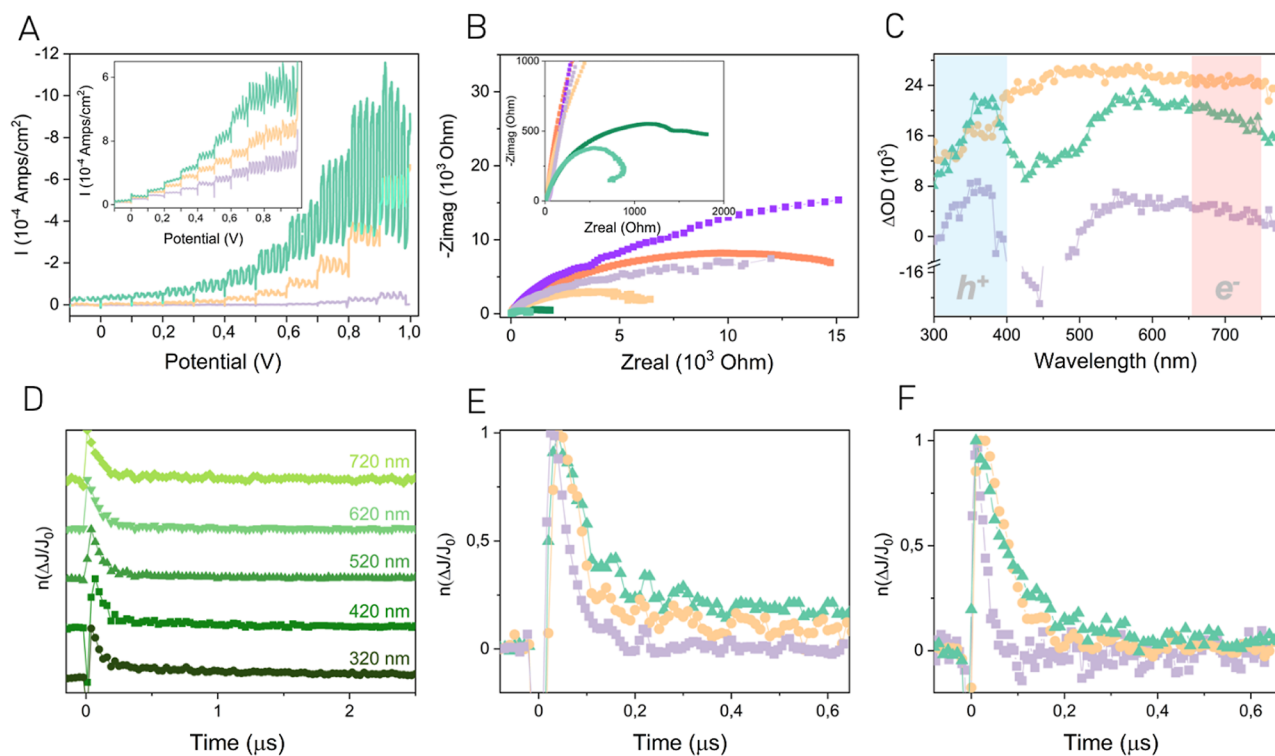 A
I (10⁻⁴ Amps/cm²)
-12
-10
-8
-6
-4
-2
0
0
0,2
0,4
0,6
0,8
1,0
Potential (V)
I (10⁻⁴ Amps/cm²)
6
8
0
0
0,2
0,4
0,6
0,8
1,0
Potential (V)
B
-Zimag (10³ Ohm)
30
25
20
15
10
5
0
0
5
10
15
Zreal (10³ Ohm)
-Zimag (Ohm)
1000
500
0
0
1000
2000
Zreal (Ohm)
C
ΔOD (10³)
24
16
8
0
-16
h⁺
e⁻
300
400
500
600
700
Wavelength (nm)
D
n(ΔJ/J₀)
720 nm
620 nm
520 nm
420 nm
320 nm
0
1
2
Time (μs)
E
n(ΔJ/J₀)
1
0,5
0
0
0,2
0,4
0,6
Time (μs)
F
n(ΔJ/J₀)
1
0,5
0
0
0,2
0,4
0,6
Time (μs)